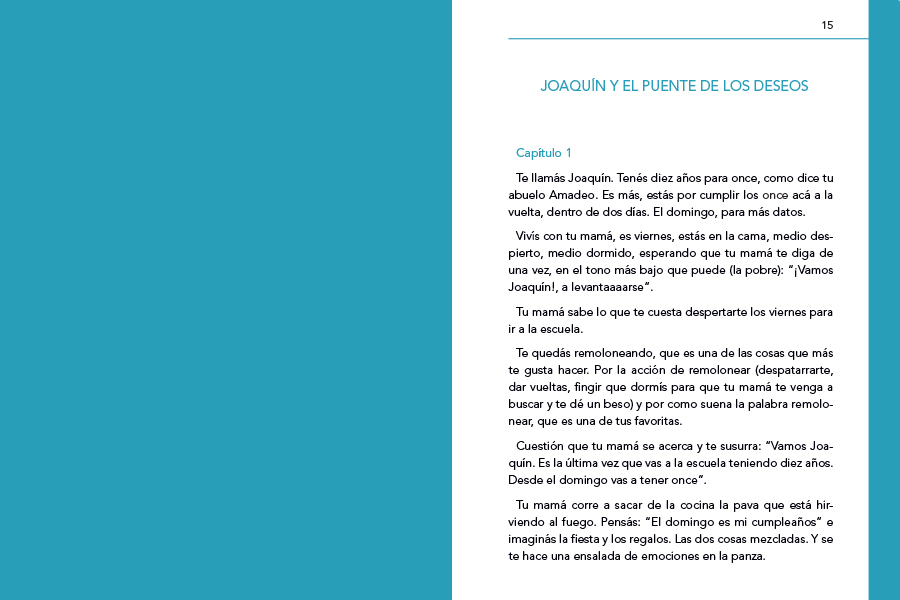 15
JOAQUÍN Y EL PUENTE DE LOS DESEOS
Capítulo 1
Te llamás Joaquín. Tenés diez años para once, como dice tu
abuelo Amadeo. Es más, estás por cumplir los once acá a la
vuelta, dentro de dos días. El domingo, para más datos.
Vivís con tu mamá, es viernes, estás en la cama, medio des-
pierto, medio dormido, esperando que tu mamá te diga de
una vez, en el tono más bajo que puede (la pobre): “¡Vamos
Joaquín!, a levantaaaarse”.
Tu mamá sabe lo que te cuesta despertarte los viernes para
ir a la escuela.
Te quedás remoloneando, que es una de las cosas que más
te gusta hacer. Por la acción de remolonear (despatarrarte,
dar vueltas, fingir que dormís para que tu mamá te venga a
buscar y te dé un beso) y por como suena la palabra remolo-
near, que es una de tus favoritas.
Cuestión que tu mamá se acerca y te susurra: “Vamos Joa-
quín. Es la última vez que vas a la escuela teniendo diez años.
Desde el domingo vas a tener once”.
Tu mamá corre a sacar de la cocina la pava que está hir-
viendo al fuego. Pensás: “El domingo es mi cumpleaños” e
imaginás la fiesta y los regalos. Las dos cosas mezcladas. Y se
te hace una ensalada de emociones en la panza.